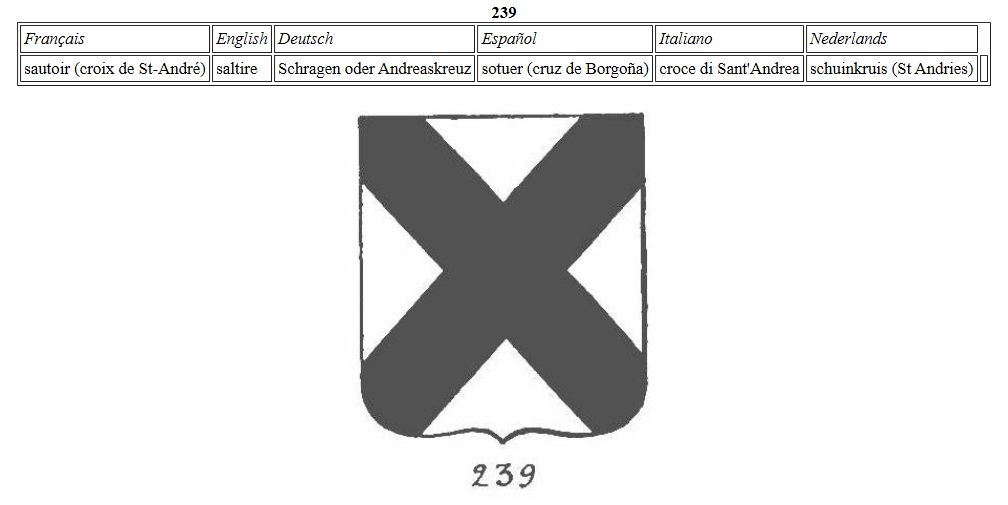 239
Français English Deutsch Español Italiano Nederlands
sautoir (croix de St-André) saltire Schragen oder Andreaskreuz sotuer (cruz de Borgoña) croce di Sant'Andrea schuinkruis (St Andries)
239